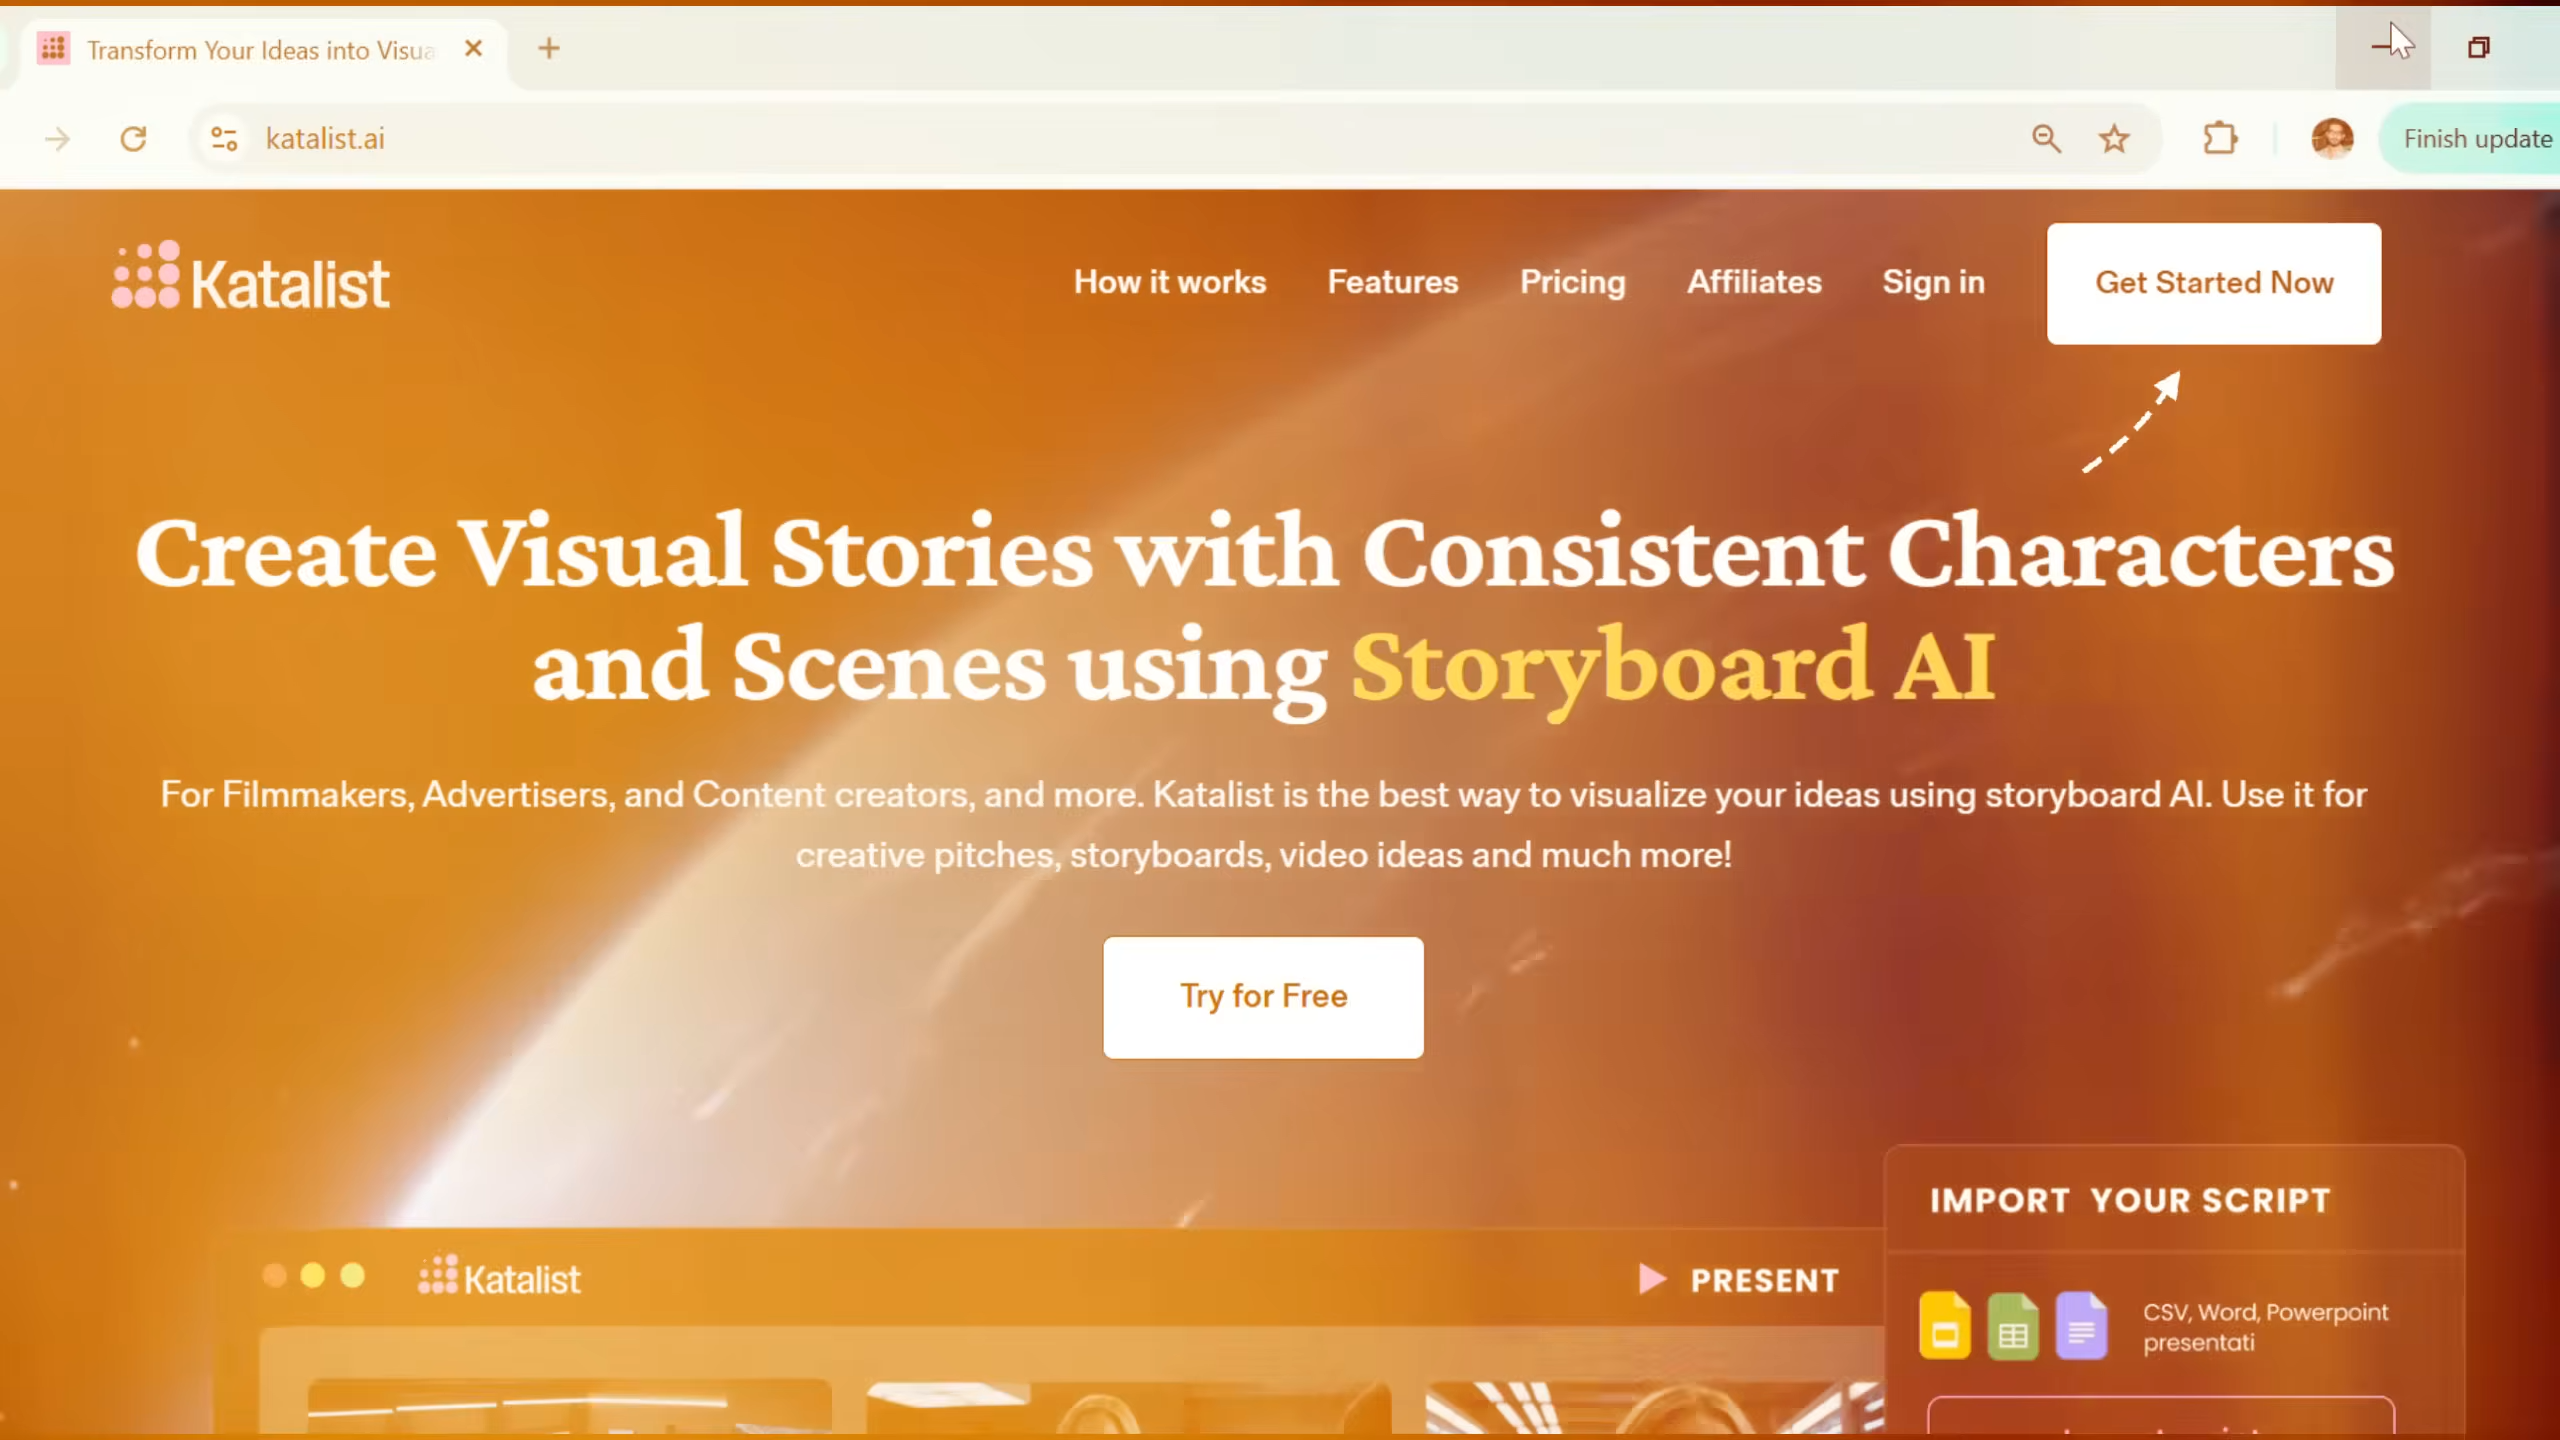 Transform Your Ideas into Visua
katalist.ai
Finish update
Katalist
How it works
Features
Pricing
Affiliates
Sign in
Get Started Now
Create Visual Stories with Consistent Characters
and Scenes using Storyboard AI
For Filmmakers, Advertisers, and Content creators, and more. Katalist is the best way to visualize your ideas using storyboard AI. Use it for
creative pitches, storyboards, video ideas and much more!
Try for Free
Katalist
PRESENT
IMPORT YOUR SCRIPT
CSV, Word, Powerpoint
presentati